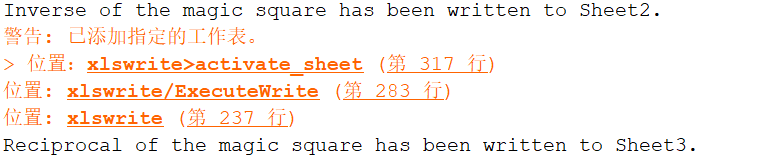 Inverse of the magic square has been written to Sheet2.
警告: 已添加指定的工作表。
> 位置: xlswrite>activate_sheet (第 317 行)
位置: xlswrite/ExecuteWrite (第 283 行)
位置: xlswrite (第 237 行)
Reciprocal of the magic square has been written to Sheet3.